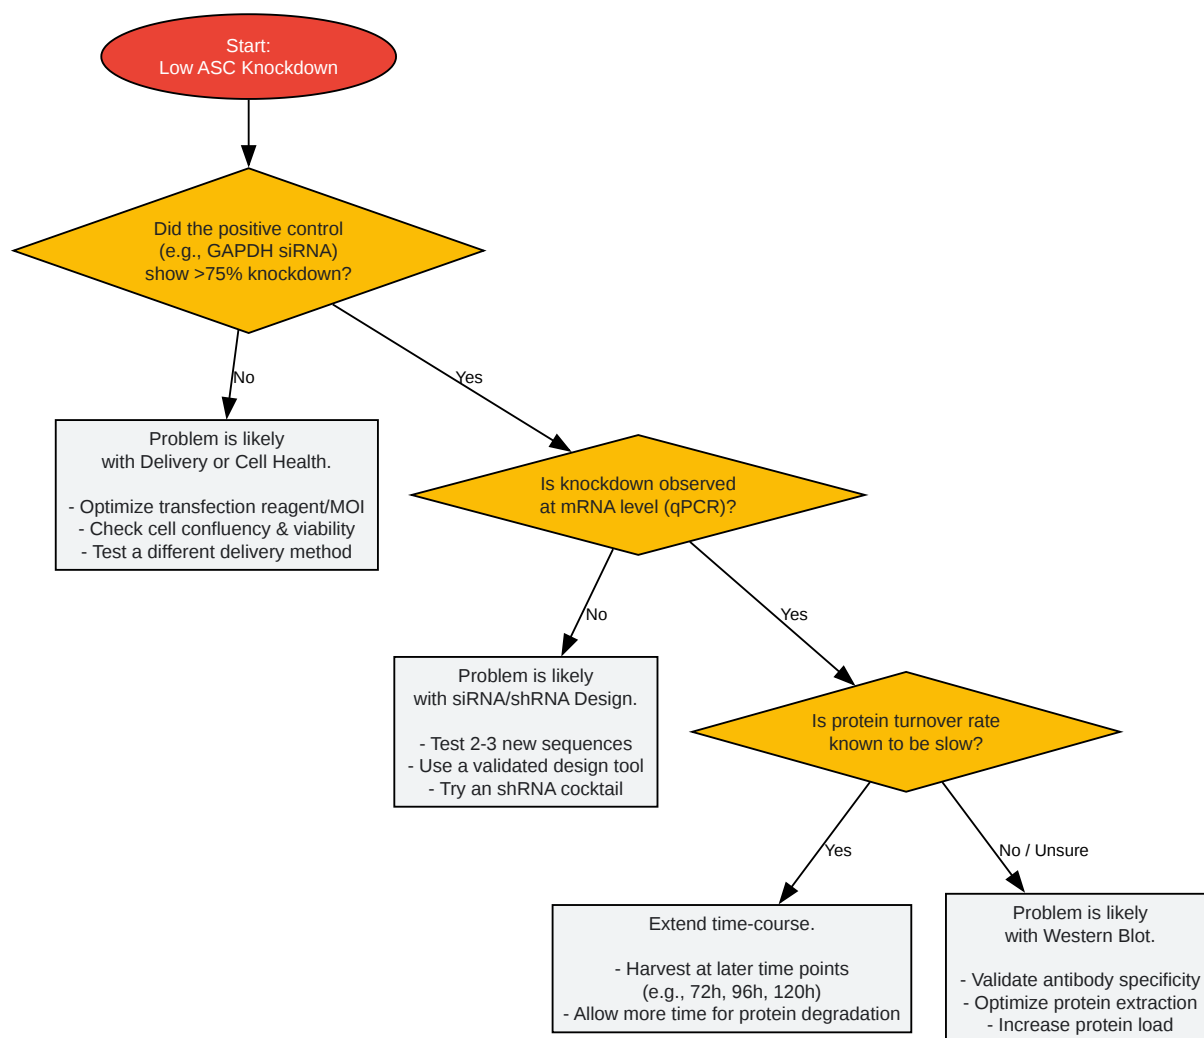 Start:
Low ASC Knockdown
Did the positive control
(e.g., GAPDH siRNA)
show >75% knockdown?
No
Yes
Problem is likely
with Delivery or Cell Health.
- Optimize transfection reagent/MOI
- Check cell confluency & viability
- Test a different delivery method
Is knockdown observed
at mRNA level (qPCR)?
No
Yes
Problem is likely
with siRNA/shRNA Design.
- Test 2-3 new sequences
- Use a validated design tool
- Try an shRNA cocktail
Is protein turnover rate
known to be slow?
Yes
No / Unsure
Extend time-course.
- Harvest at later time points
(e.g., 72h, 96h, 120h)
- Allow more time for protein degradation
Problem is likely
with Western Blot.
- Validate antibody specificity
- Optimize protein extraction
- Increase protein load